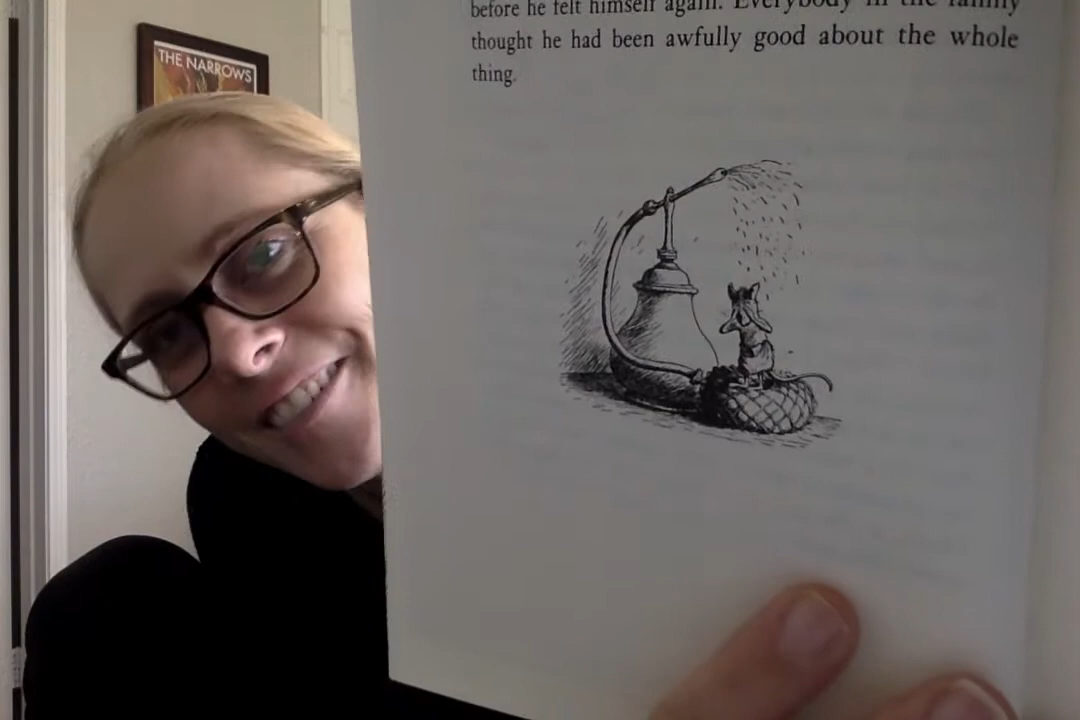 THE NARROWS
before he felt himself again. Everybody in the family
thought he had been awfully good about the whole
thing.